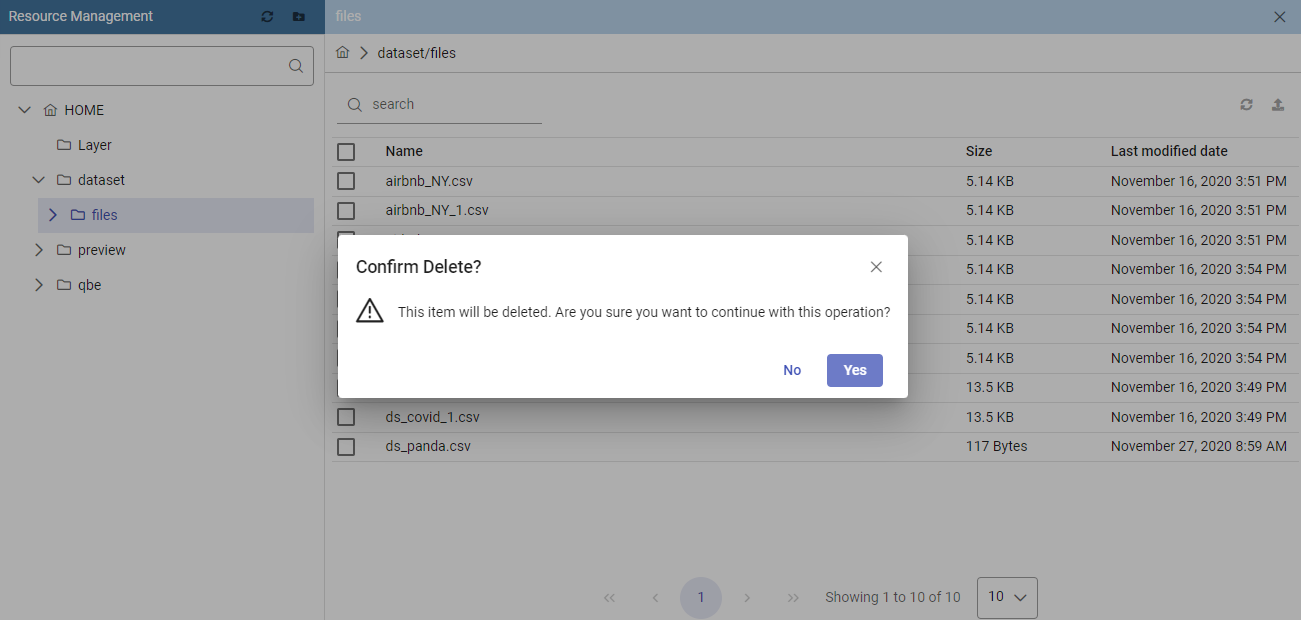 Resource Management
files
dataset/files
HOME
search
Layer
Name Size Last modified date
dataset
airbnb_NY.csv 5.14 KB November 16, 2020 3:51 PM
files
airbnb_NY_1.csv 5.14 KB November 16, 2020 3:51 PM
5.14 KB November 16, 2020 3:51 PM
preview
Confirm Delete?
5.14 KB November 16, 2020 3:54 PM
qbe
5.14 KB November 16, 2020 3:54 PM
This item will be deleted. Are you sure you want to continue with this operation?
5.14 KB November 16, 2020 3:54 PM
5.14 KB November 16, 2020 3:54 PM
No Yes
13.5 KB November 16, 2020 3:49 PM
ds_covid_1.csv 13.5 KB November 16, 2020 3:49 PM
ds_panda.csv 117 Bytes November 27, 2020 8:59 AM
1 Showing 1 to 10 of 10 10